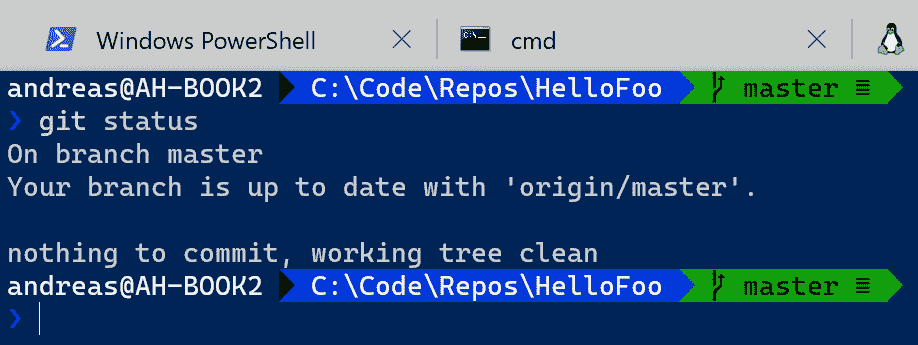 Windows PowerShell cmd
andreas@AH-BOOK2 C:\Code\Repos\HelloFoo master ≡
❯ git status
On branch master
Your branch is up to date with 'origin/master'.
nothing to commit, working tree clean
andreas@AH-BOOK2 C:\Code\Repos\HelloFoo master ≡
❯